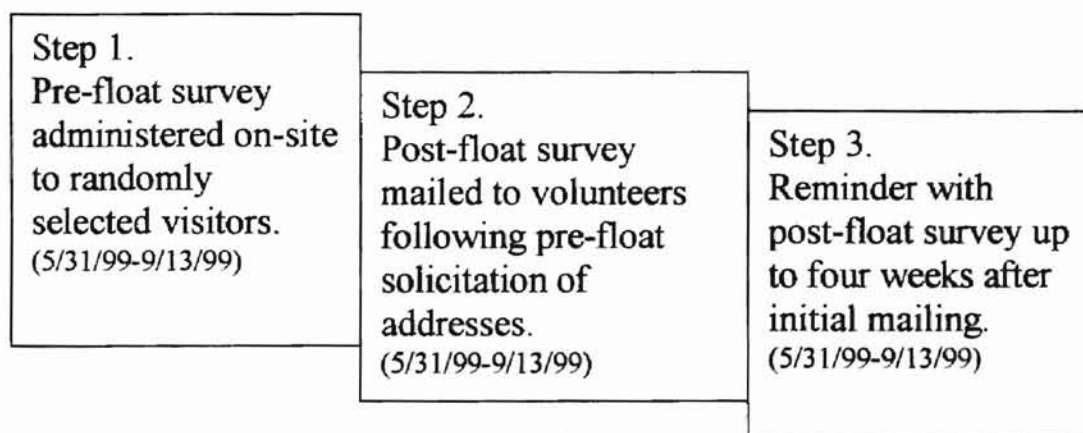 Step 1.
Pre-float survey
administered on-site
to randomly
selected visitors.
(5/31/99-9/13/99)
Step 2.
Post-float survey
mailed to volunteers
following pre-float
solicitation of
addresses.
(5/31/99-9/13/99)
Step 3.
Reminder with
post-float survey up
to four weeks after
initial mailing.
(5/31/99-9/13/99)